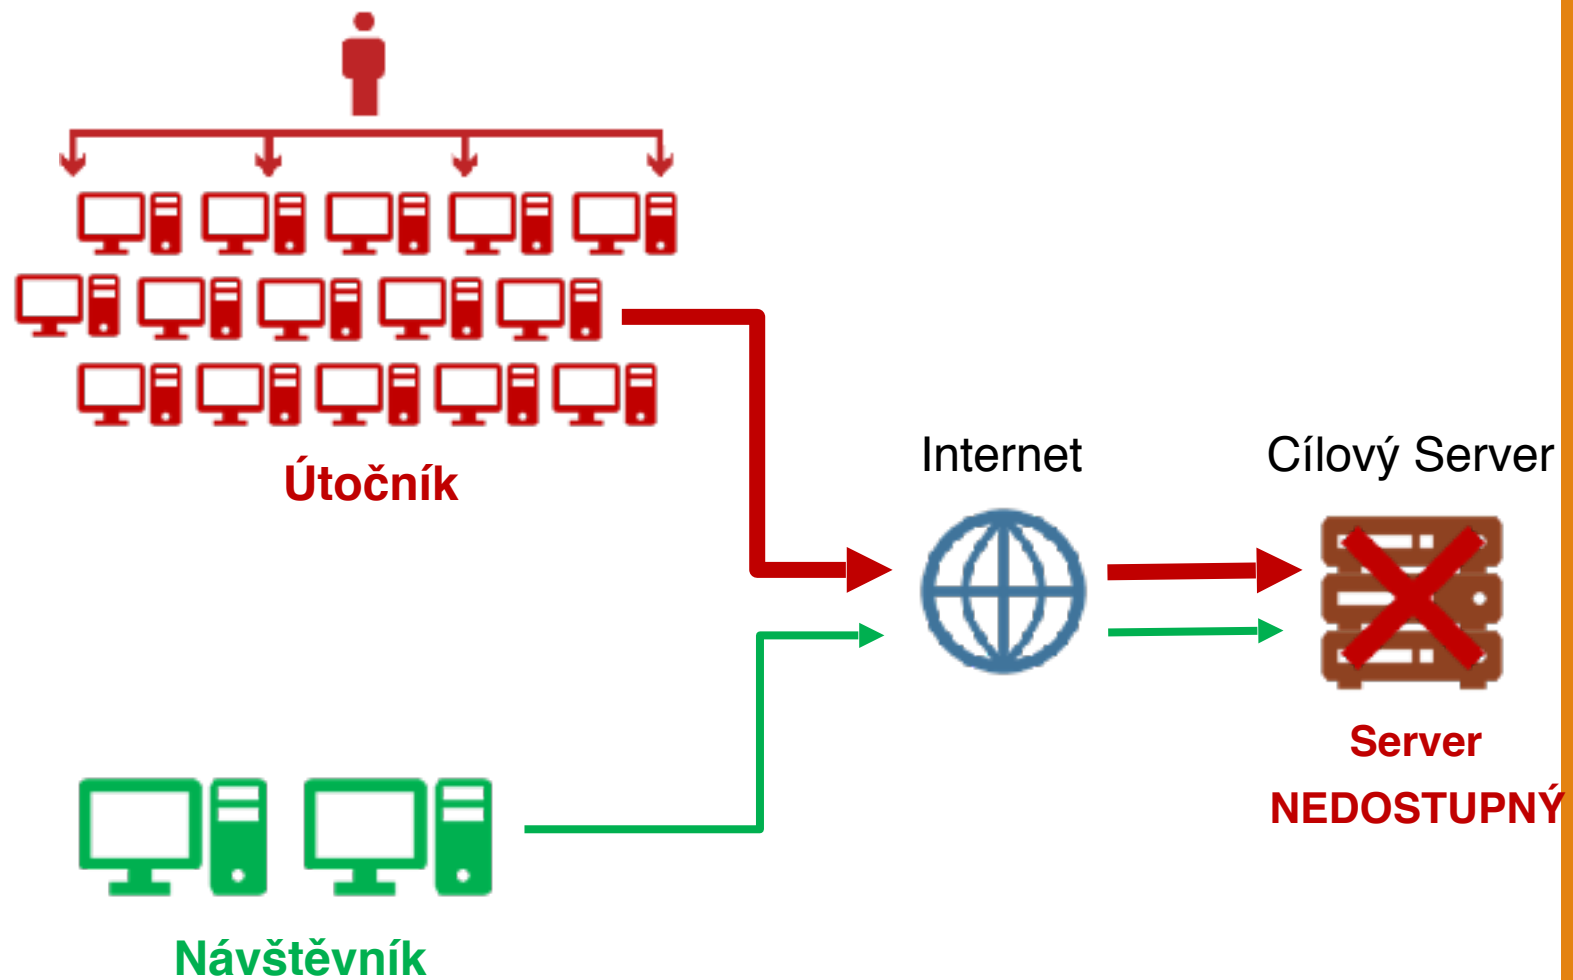 Útočník
Internet
Cílový Server
Server
NEDOSTUPNÝ
Návštěvník